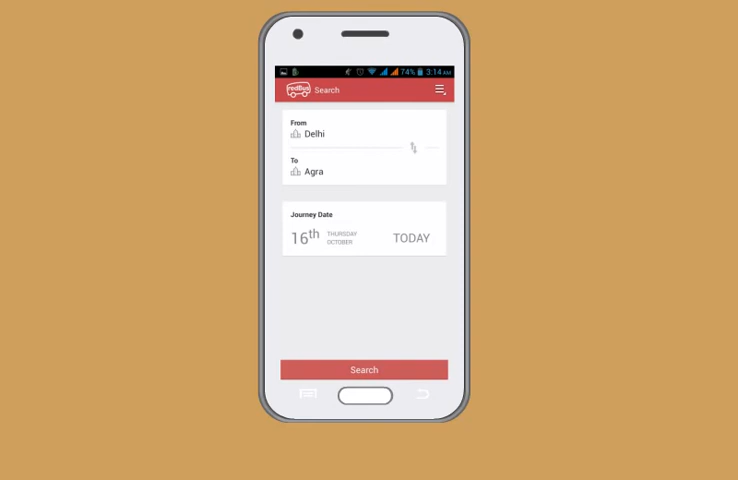 74% 3:14 AM
redBus Search
From
Delhi
To
Agra
Journey Date
16th THURSDAY OCTOBER TODAY
Search